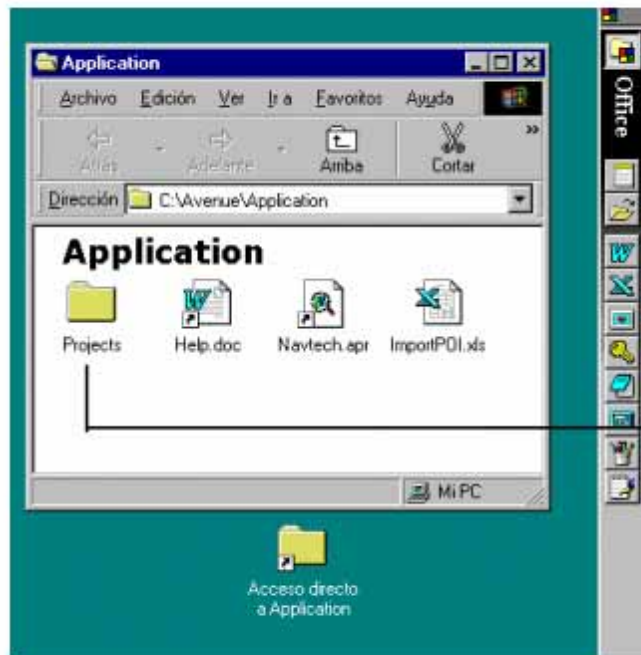 Application
Archivo Edición Ver Ir a Favoritos Ayuda
Atrás Adelante Arriba Cortar »
Dirección C:\Avenue\Application
Application
Projects Help.doc Navtech.apr ImportPOI.xls
Mi PC
Acceso directo
a Application
Office